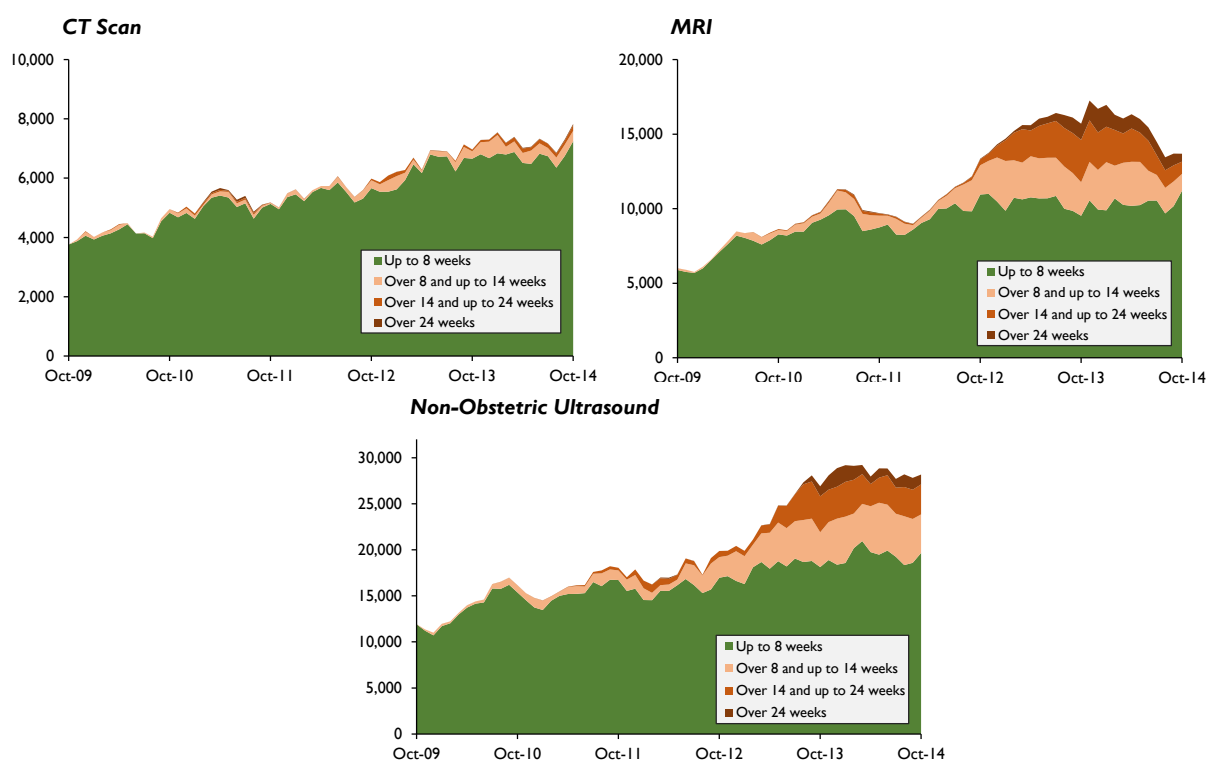 CT Scan
10,000
8,000
6,000
4,000
2,000
0
Up to 8 weeks
Over 8 and up to 14 weeks
Over 14 and up to 24 weeks
Over 24 weeks
Oct-09 Oct-10 Oct-11 Oct-12 Oct-13 Oct-14
MRI
20,000
15,000
10,000
5,000
0
Up to 8 weeks
Over 8 and up to 14 weeks
Over 14 and up to 24 weeks
Over 24 weeks
Oct-09 Oct-10 Oct-11 Oct-12 Oct-13 Oct-14
Non-Obstetric Ultrasound
30,000
25,000
20,000
15,000
10,000
5,000
0
Up to 8 weeks
Over 8 and up to 14 weeks
Over 14 and up to 24 weeks
Over 24 weeks
Oct-09 Oct-10 Oct-11 Oct-12 Oct-13 Oct-14